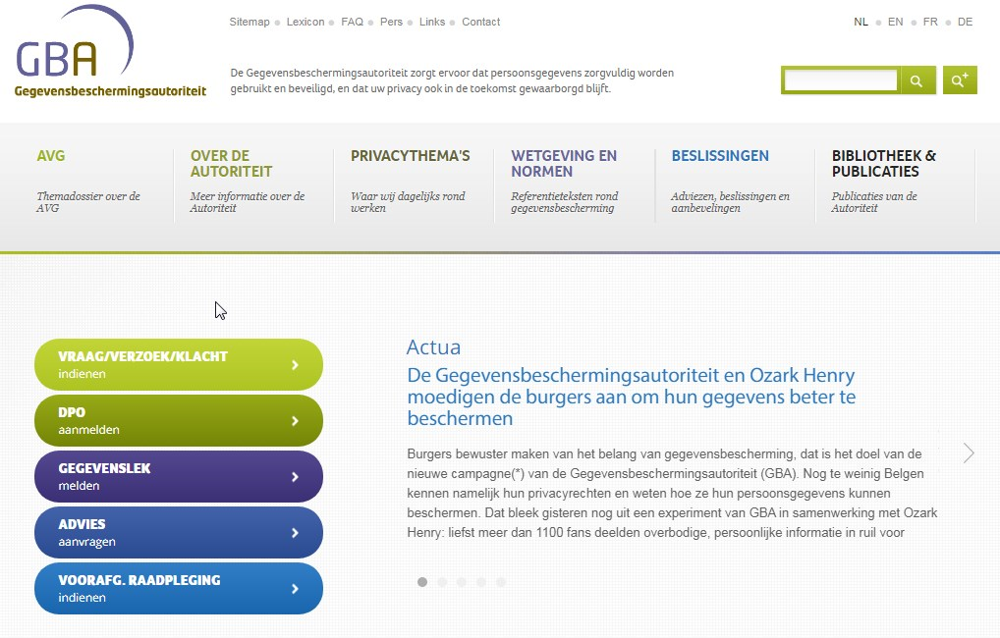 GBA
Gegevensbeschermingsautoriteit
Sitemap Lexicon FAQ Pers Links Contact
NL EN FR DE
De Gegevensbeschermingsautoriteit zorgt ervoor dat persoonsgegevens zorgvuldig worden
gebruikt en beveiligd, en dat uw privacy ook in de toekomst gewaarborgd blijft.
AVG
Themadossier over de
AVG
OVER DE
AUTORITEIT
Meer informatie over de
Autoriteit
PRIVACYTHEMA'S
Waar wij dagelijks rond
werken
WETGEVING EN
NORMEN
Referentieteksten rond
gegevensbescherming
BESLISSINGEN
Adviezen, beslissingen en
aanbevelingen
BIBLIOTHEEK &
PUBLICATIES
Publicaties van de
Autoriteit
VRAAG/VERZOEK/KLACHT
indienen
DPO
aanmelden
GEGEVENSLEK
melden
ADVIES
aanvragen
VOORAFG. RAADPLEGING
indienen
Actua
De Gegevensbeschermingsautoriteit en Ozark Henry
moedigen de burgers aan om hun gegevens beter te
beschermen
Burgers bewuster maken van het belang van gegevensbescherming, dat is het doel van de
nieuwe campagne(*) van de Gegevensbeschermingsautoriteit (GBA). Nog te weinig Belgen
kennen namelijk hun privacyrechten en weten hoe ze hun persoonsgegevens kunnen
beschermen. Dat bleek gisteren nog uit een experiment van GBA in samenwerking met Ozark
Henry: liefst meer dan 1100 fans deelden overbodige, persoonlijke informatie in ruil voor